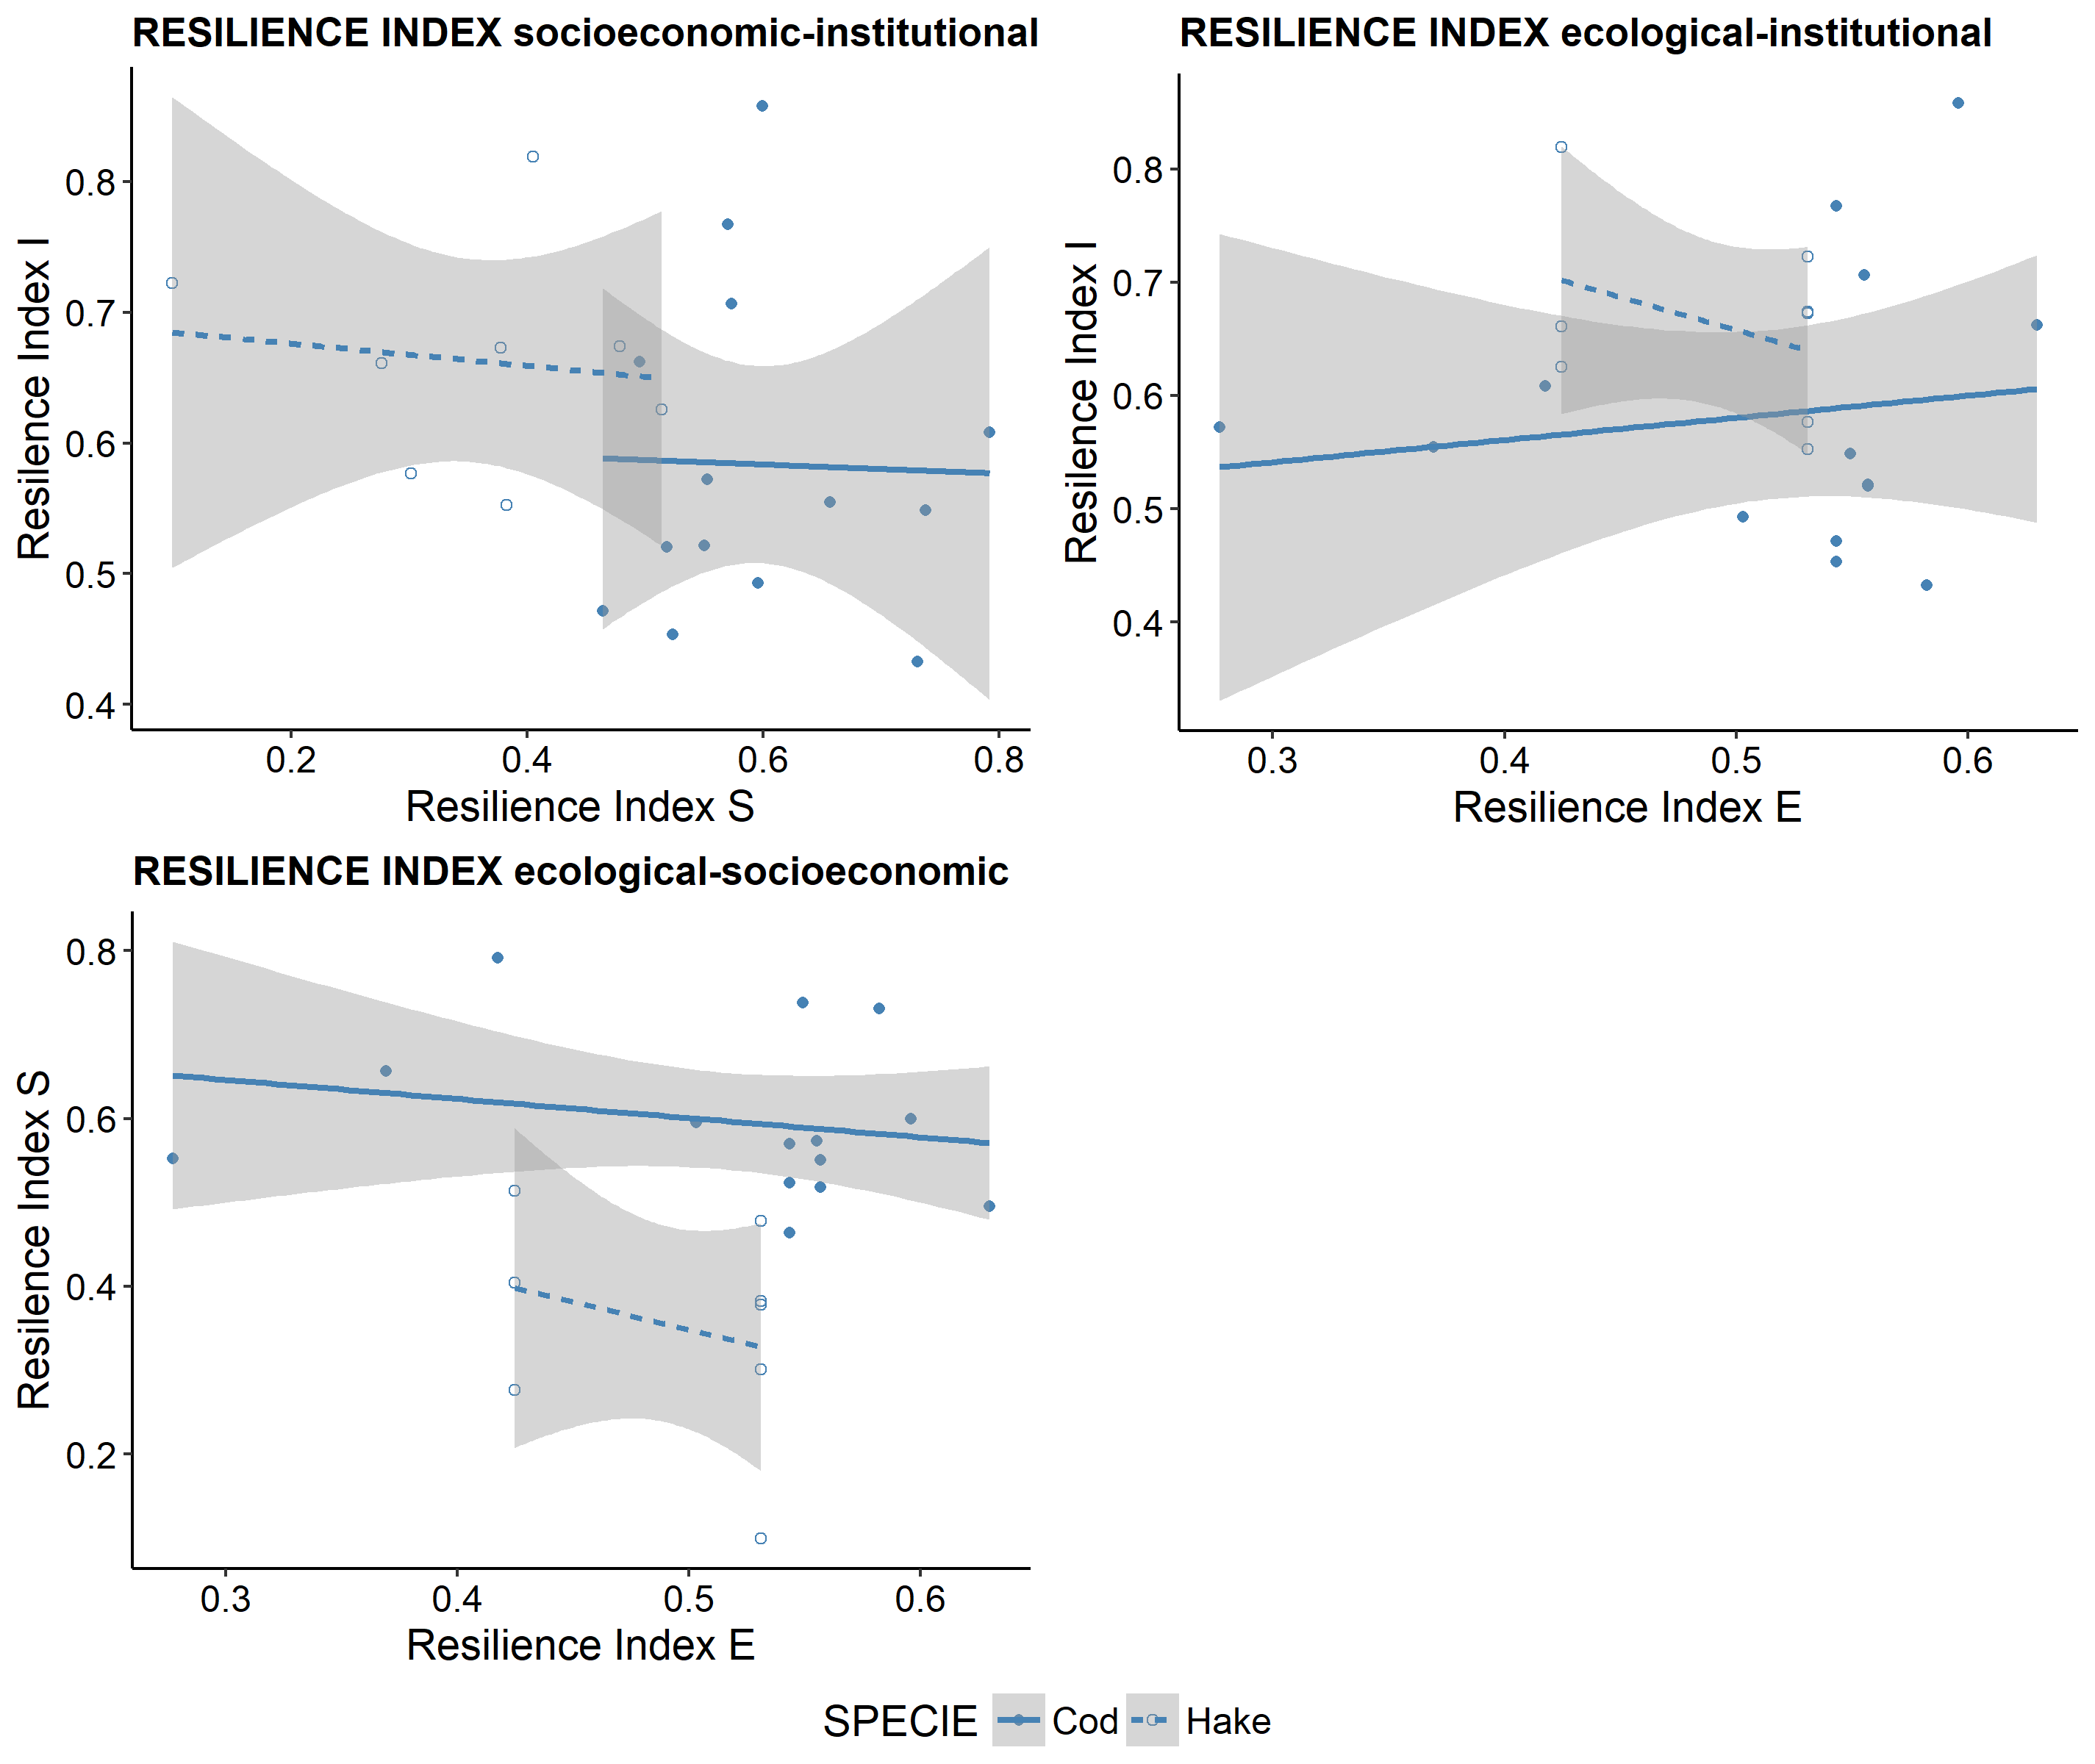 RESILIENCE INDEX socioeconomic-institutional
Resilence Index I
0.8
0.7
0.6
0.5
0.4
0.2 0.4 0.6 0.8
Resilience Index S
RESILIENCE INDEX ecological-institutional
Resilence Index I
0.8
0.7
0.6
0.5
0.4
0.3 0.4 0.5 0.6
Resilience Index E
RESILIENCE INDEX ecological-socioeconomic
Resilence Index S
0.8
0.6
0.4
0.2
0.3 0.4 0.5 0.6
Resilience Index E
SPECIE Cod Hake